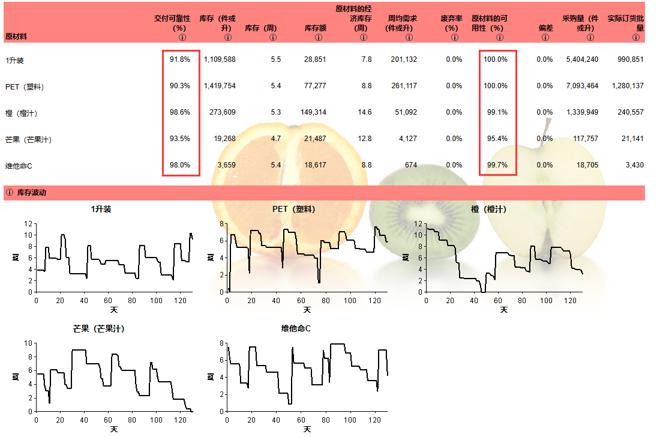 原材料 交付可靠性（%） 库存（件或升） 库存（周） 库存额 原材料的经济库存（周） 周均需求（件或升） 废弃率（%） 原材料的可用性（%） 偏差 采购量（件或升） 实际订货批量
1升装 91.8% 1,109,588 5.5 28,851 7.8 201,132 0.0% 100.0% 0.0% 5,404,240 990,851
PET（塑料） 90.3% 1,419,754 5.4 77,277 8.8 261,117 0.0% 100.0% 0.0% 7,093,464 1,280,137
橙（橙汁） 98.6% 273,609 5.3 149,314 14.6 51,092 0.0% 99.1% 0.0% 1,339,949 240,557
芒果（芒果汁） 93.5% 19,268 4.7 21,487 12.8 4,127 0.0% 95.4% 0.0% 117,757 21,141
维他命C 98.0% 3,659 5.4 18,617 8.8 674 0.0% 99.7% 0.0% 18,705 3,430
库存波动
1升装 PET（塑料） 橙（橙汁）
周 12 10 8 6 4 2 0
0 20 40 60 80 100 120
天
周 8 7 6 5 4 3 2 1 0
0 20 40 60 80 100 120
天
周 12 10 8 6 4 2 0
0 20 40 60 80 100 120
天
芒果（芒果汁） 维他命C
周 10 8 6 4 2 0
0 20 40 60 80 100 120
天
周 8 6 4 2 0
0 20 40 60 80 100 120
天